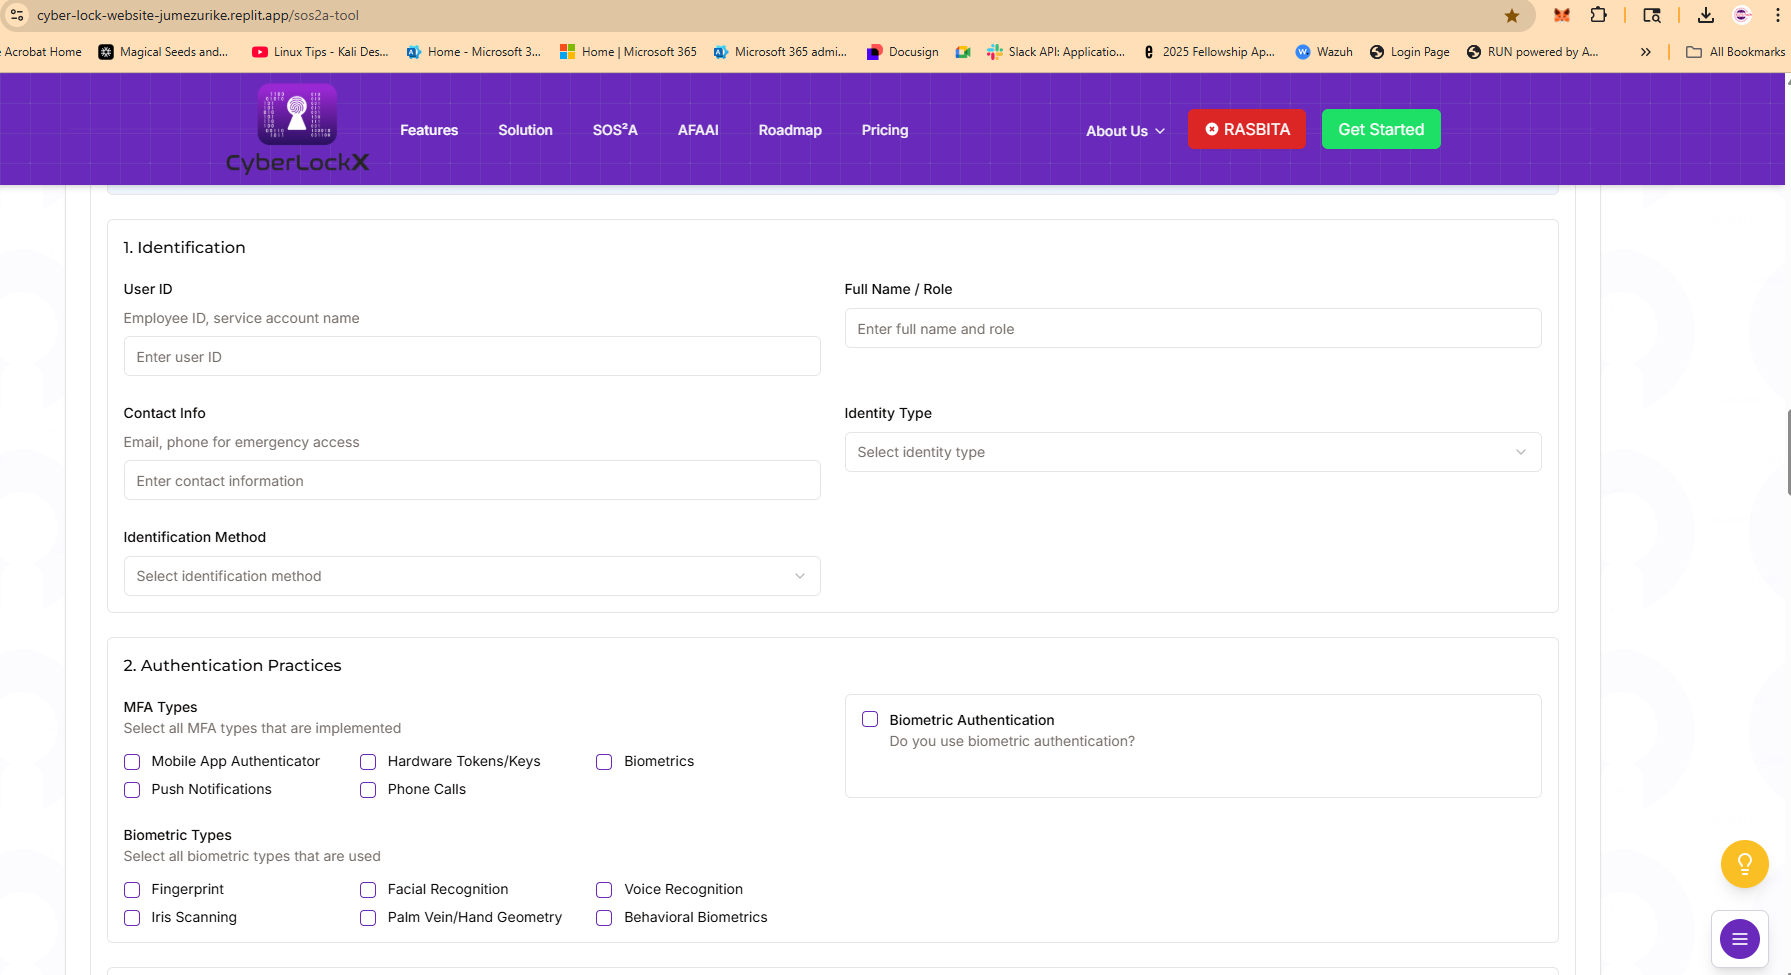 cyber-lock-website-jumezurike.replit.app/sos2a-tool
Acrobat Home Magical Seeds and... Linux Tips - Kali Des... Home - Microsoft 3... Home | Microsoft 365 Microsoft 365 admi... Docusign Slack API: Applicatio... 2025 Fellowship Ap... Wazuh Login Page RUN powered by A... » All Bookmarks
CyberLockX
Features Solution SOS²A AFAAI Roadmap Pricing About Us RASBITA Get Started
1. Identification
User ID
Employee ID, service account name
Enter user ID
Full Name / Role
Enter full name and role
Contact Info
Email, phone for emergency access
Enter contact information
Identity Type
Select identity type
Identification Method
Select identification method
2. Authentication Practices
MFA Types
Select all MFA types that are implemented
Mobile App Authenticator Hardware Tokens/Keys Biometrics
Push Notifications Phone Calls
Biometric Authentication
Do you use biometric authentication?
Biometric Types
Select all biometric types that are used
Fingerprint Facial Recognition Voice Recognition
Iris Scanning Palm Vein/Hand Geometry Behavioral Biometrics